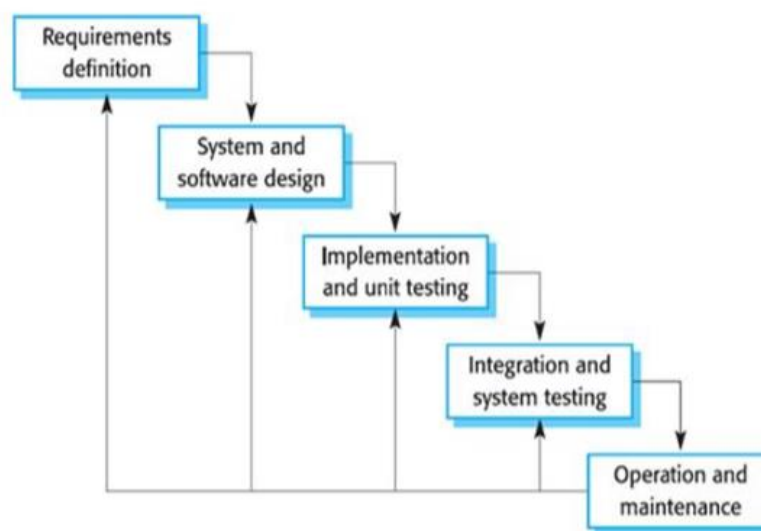 Requirements
definition
System and
software design
Implementation
and unit testing
Integration and
system testing
Operation and
maintenance